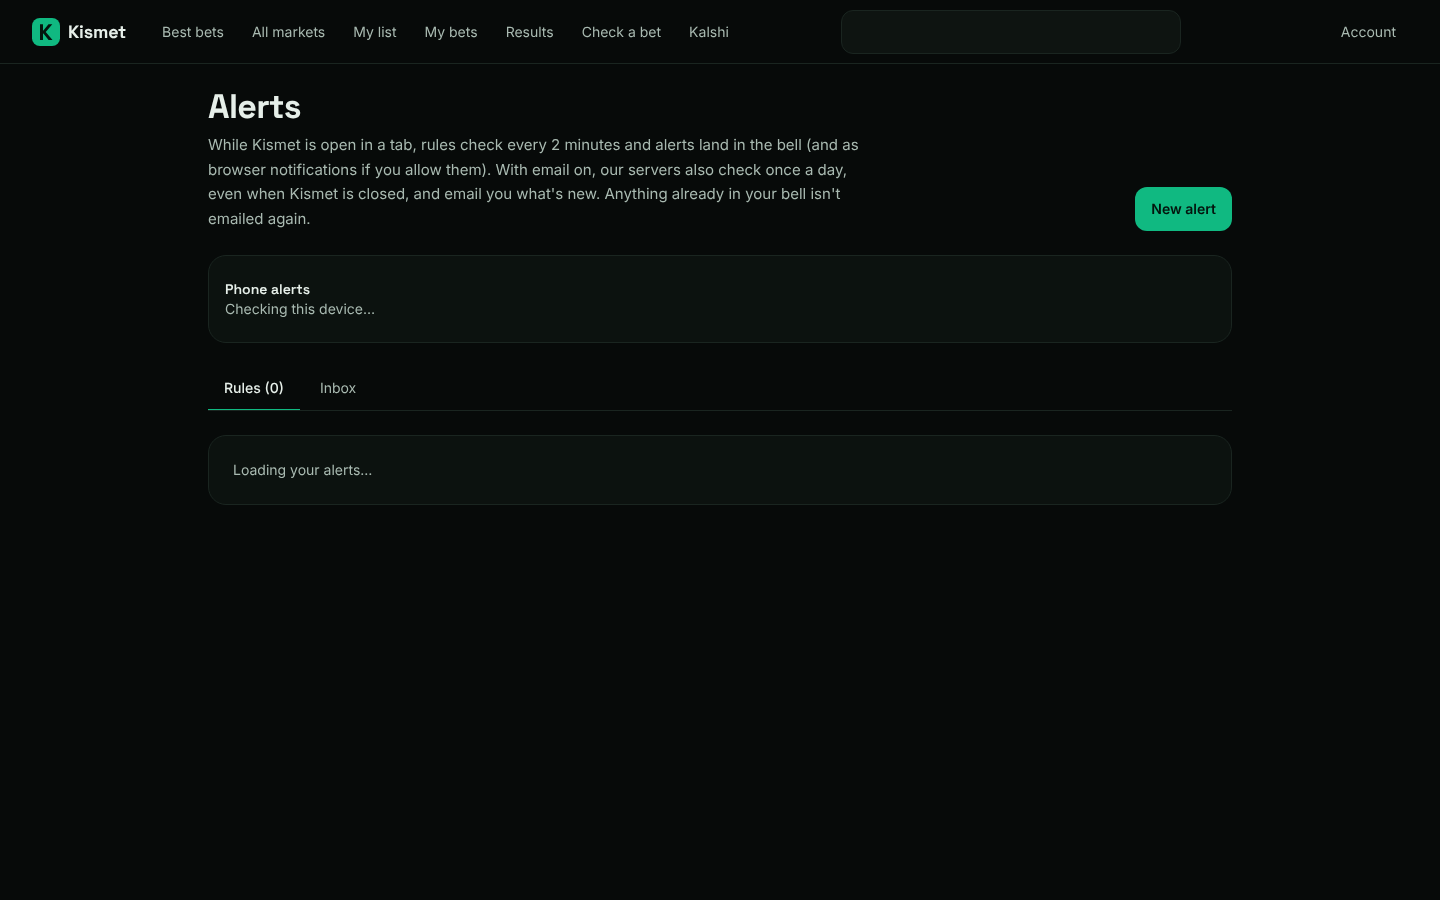 K Kismet
Best bets
All markets
My list
My bets
Results
Check a bet
Kalshi
Account
Alerts
While Kismet is open in a tab, rules check every 2 minutes and alerts land in the bell (and as
browser notifications if you allow them). With email on, our servers also check once a day,
even when Kismet is closed, and email you what's new. Anything already in your bell isn't
emailed again.
New alert
Phone alerts
Checking this device...
Rules (0)
Inbox
Loading your alerts...